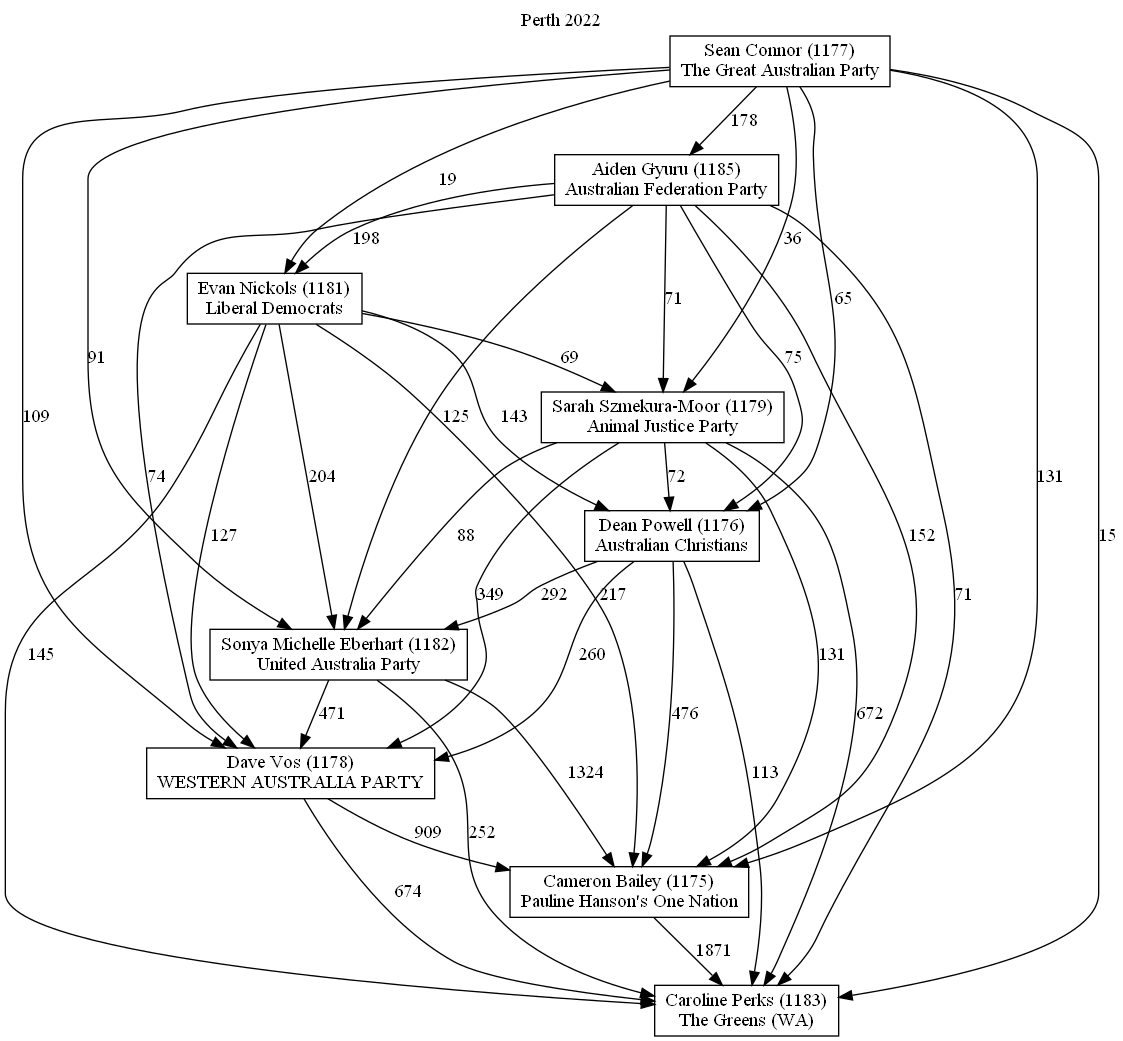 Perth 2022
Sean Connor (1177)
The Great Australian Party
178
Aiden Gyuru (1185)
Australian Federation Party
19
198
36
Evan Nickols (1181)
Liberal Democrats
71
65
91
69
75
109
125
143
Sarah Szmekura-Moor (1179)
Animal Justice Party
74
204
72
131
127
88
152
15
Dean Powell (1176)
Australian Christians
349
292
217
71
145
260
131
Sonya Michelle Eberhart (1182)
United Australia Party
471
476
672
Dave Vos (1178)
WESTERN AUSTRALIA PARTY
1324
113
909
252
Cameron Bailey (1175)
Pauline Hanson's One Nation
674
1871
Caroline Perks (1183)
The Greens (WA)